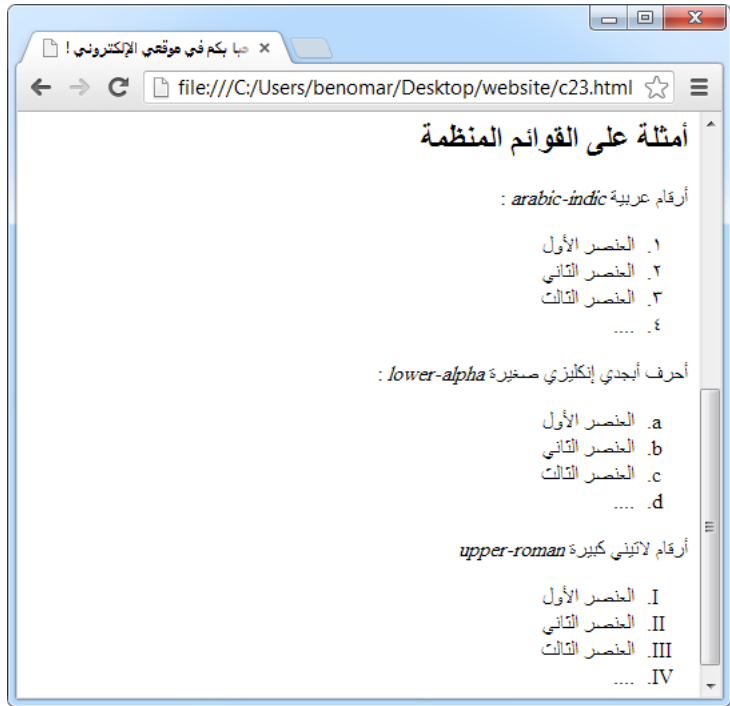 حبا بكم في موقعي الإلكتروني !
file:///C:/Users/benomar/Desktop/website/c23.html
أمثلة على القوائم المنظمة
أرقام عربية arabic-indic :
١. العنصر الأول
٢. العنصر الثاني
٣. العنصر الثالث
٤. ....
أحرف أبجدي إنكليزي صغيرة lower-alpha :
a. العنصر الأول
b. العنصر الثاني
c. العنصر الثالث
d. ....
أرقام لاتيني كبيرة upper-roman
I. العنصر الأول
II. العنصر الثاني
III. العنصر الثالث
IV. ....